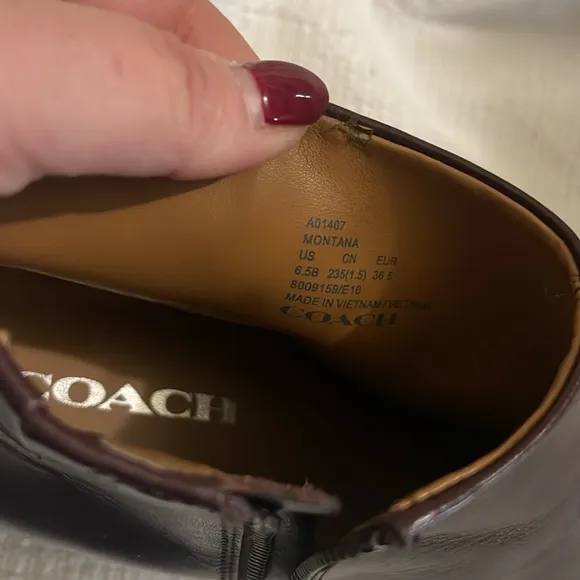 A01407
MONTANA
US CN EUR
6.5B 235(1.5) 36.5
8009159/E10
MADE IN VIETNAM/VIETNAM
COACH
COACH